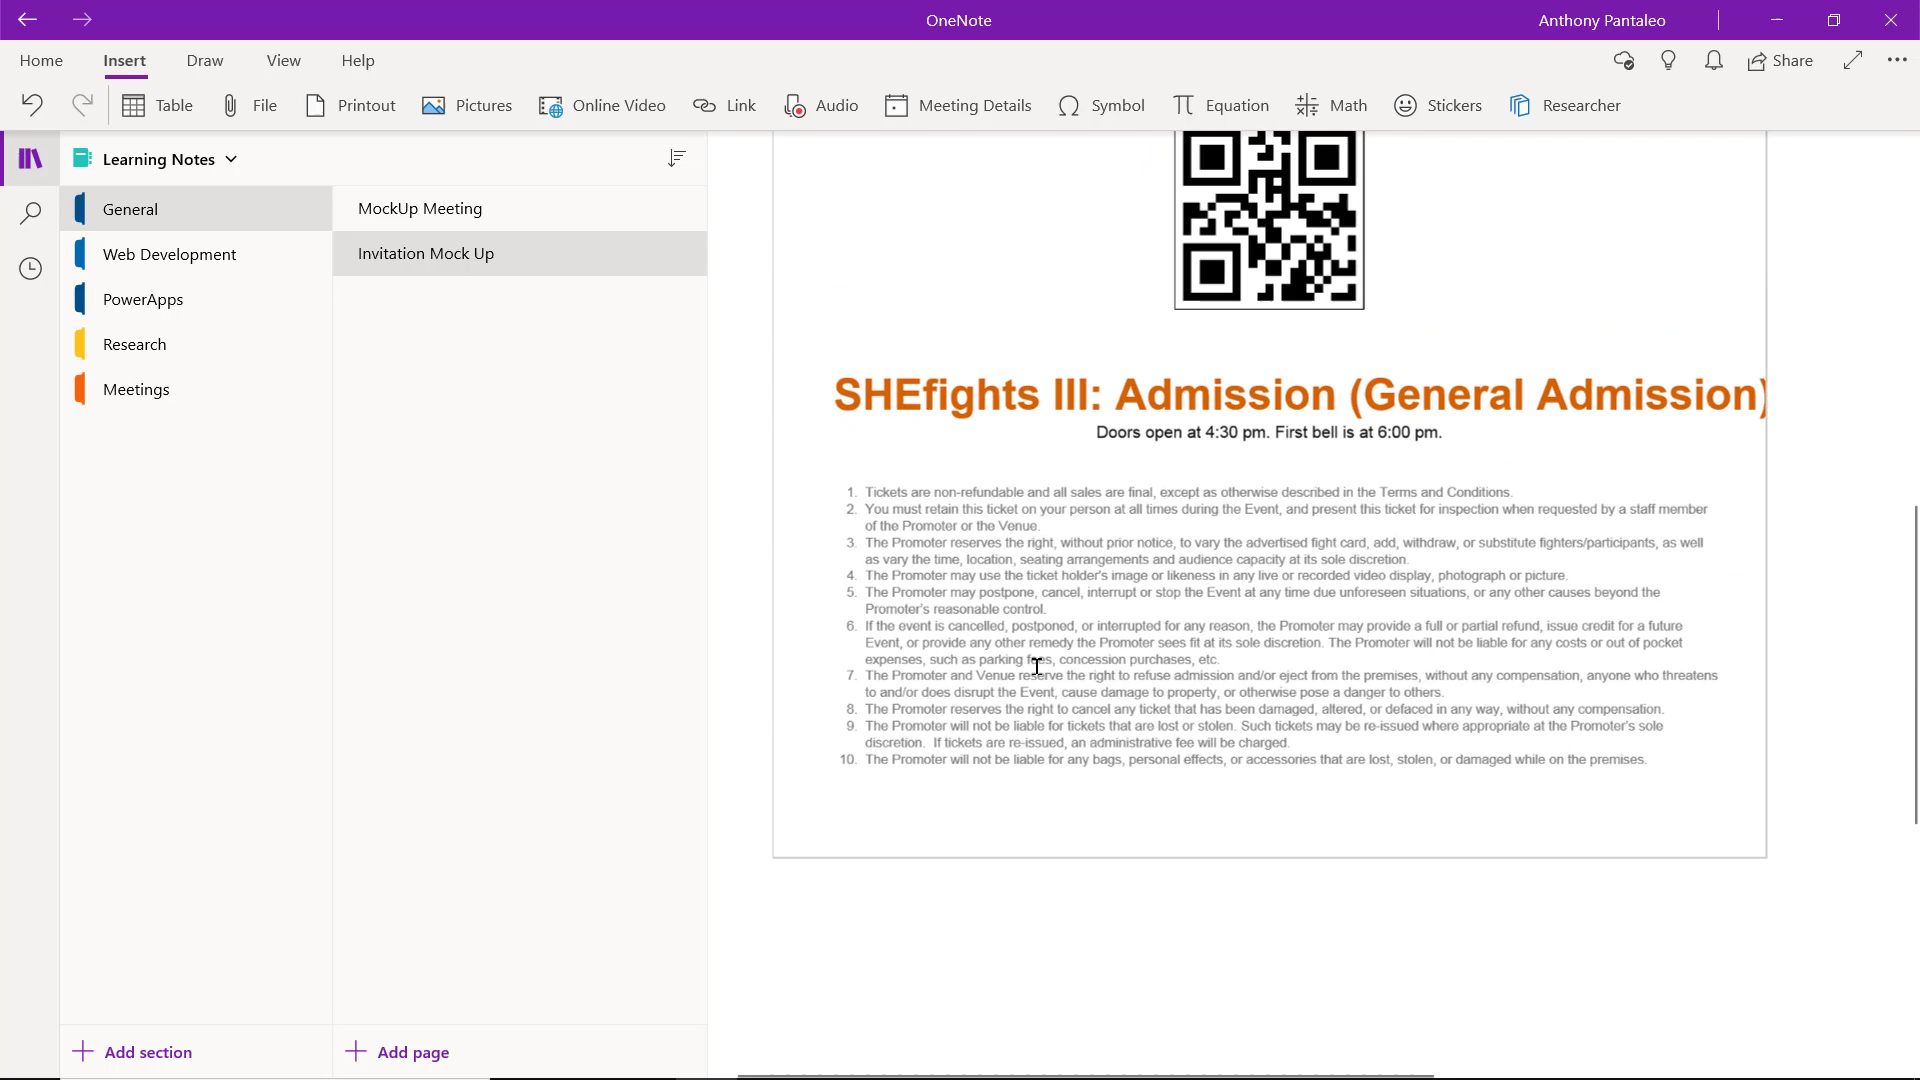 OneNote
Anthony Pantaleo
Home Insert Draw View Help
Share
Table File Printout Pictures Online Video Link Audio Meeting Details Symbol Equation Math Stickers Researcher
Learning Notes
General
Web Development
PowerApps
Research
Meetings
MockUp Meeting
Invitation Mock Up
SHEfights III: Admission (General Admission)
Doors open at 4:30 pm. First bell is at 6:00 pm.
1. Tickets are non-refundable and all sales are final, except as otherwise described in the Terms and Conditions.
2. You must retain this ticket on your person at all times during the Event, and present this ticket for inspection when requested by a staff member
of the Promoter or the Venue.
3. The Promoter reserves the right, without prior notice, to vary the advertised fight card, add, withdraw, or substitute fighters/participants, as well
as vary the time, location, seating arrangements and audience capacity at its sole discretion.
4. The Promoter may use the ticket holder's image or likeness in any live or recorded video display, photograph or picture.
5. The Promoter may postpone, cancel, interrupt or stop the Event at any time due unforeseen situations, or any other causes beyond the
Promoter's reasonable control.
6. If the event is cancelled, postponed, or interrupted for any reason, the Promoter may provide a full or partial refund, issue credit for a future
Event, or provide any other remedy the Promoter sees fit at its sole discretion. The Promoter will not be liable for any costs or out of pocket
expenses, such as parking fees, concession purchases, etc.
7. The Promoter and Venue reserve the right to refuse admission and/or eject from the premises, without any compensation, anyone who threatens
to and/or does disrupt the Event, cause damage to property, or otherwise pose a danger to others.
8. The Promoter reserves the right to cancel any ticket that has been damaged, altered, or defaced in any way, without any compensation.
9. The Promoter will not be liable for tickets that are lost or stolen. Such tickets may be re-issued where appropriate at the Promoter's sole
discretion. If tickets are re-issued, an administrative fee will be charged.
10. The Promoter will not be liable for any bags, personal effects, or accessories that are lost, stolen, or damaged while on the premises.
Add section
Add page